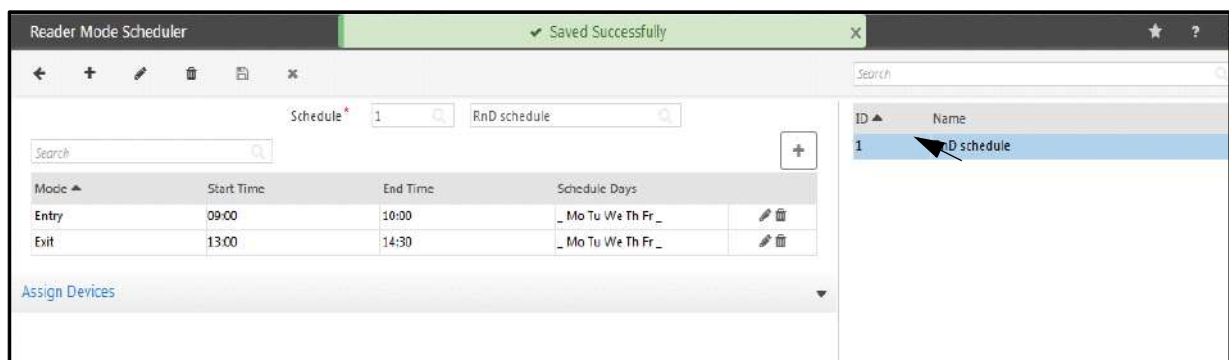 Reader Mode Scheduler
✔ Saved Successfully
×
?
Search
Schedule* 1 RnD schedule
Search
Mode Start Time End Time Schedule Days
Entry 09:00 10:00 _ Mo Tu We Th Fr _
Exit 13:00 14:30 _ Mo Tu We Th Fr _
Assign Devices
ID Name
1 RnD schedule